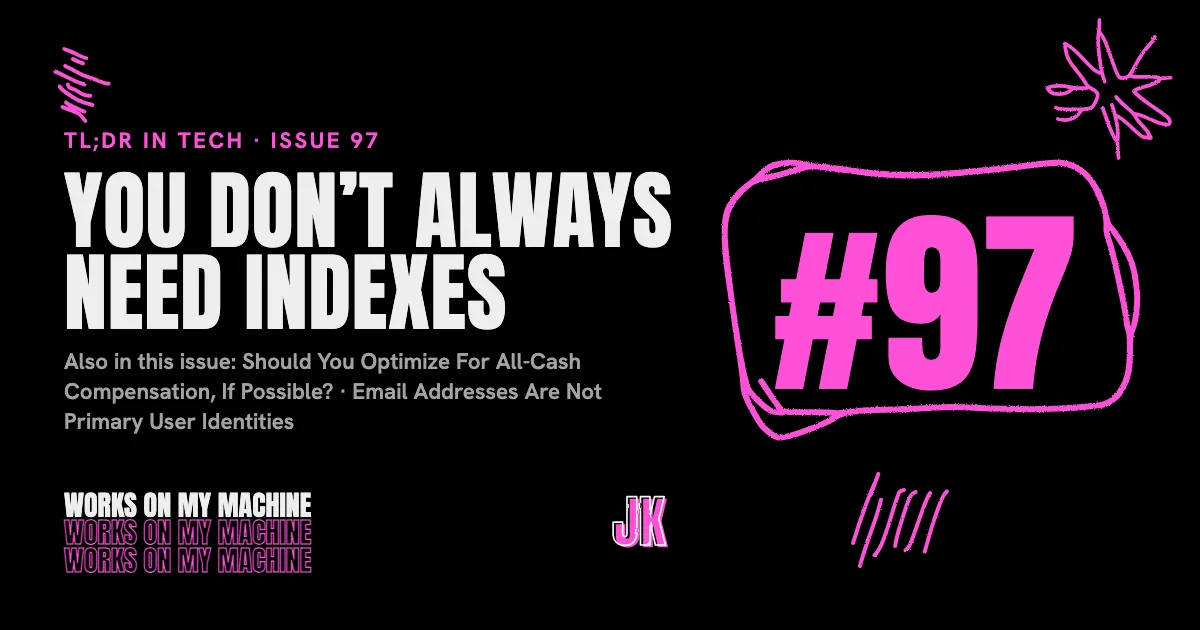 TL;DR IN TECH · ISSUE 97
YOU DON’T ALWAYS
NEED INDEXES
Also in this issue: Should You Optimize For All-Cash
Compensation, If Possible? · Email Addresses Are Not
Primary User Identities
#97
WORKS ON MY MACHINE
WORKS ON MY MACHINE
WORKS ON MY MACHINE
JK